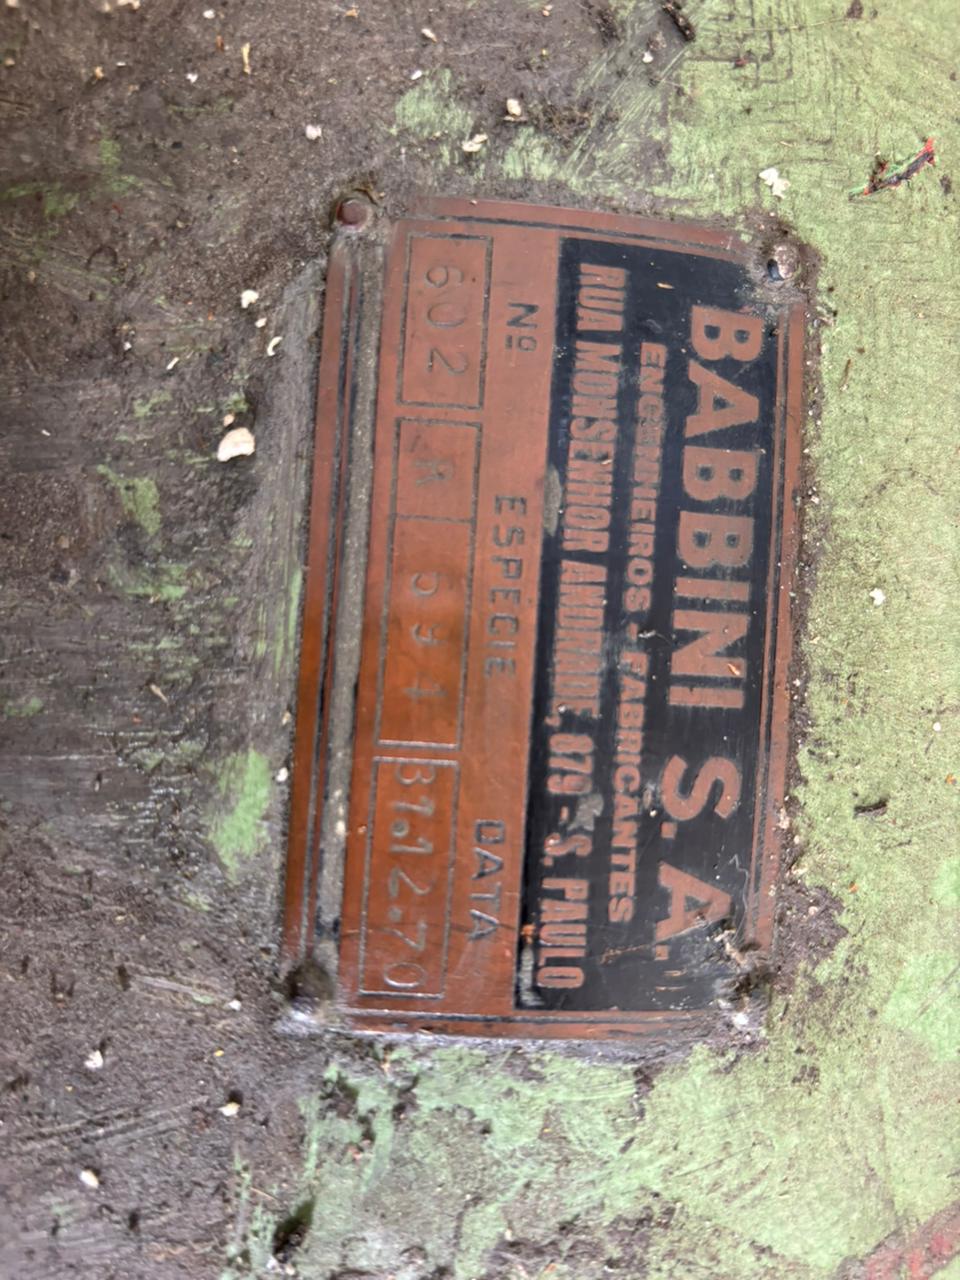 BABBINI S. A.
ENGENHEIROS - FABRICANTES
RUA MONSENHOR ANDRADE, 879 - S. PAULO
Nº ESPECIE DATA
602 R 594 31.12.70